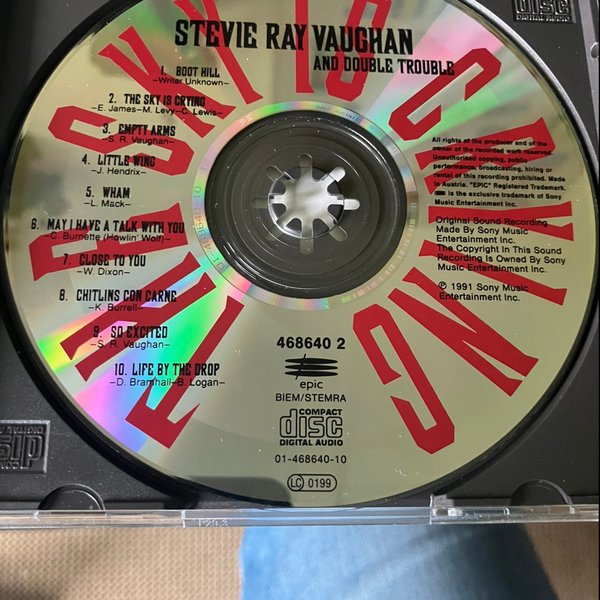 STEVIE RAY VAUGHAN
AND DOUBLE TROUBLE
THE SKY IS CRYING
1. BOOT HILL
–Writer Unknown–
2. THE SKY IS CRYING
–E. James–M. Levy–C. Lewis–
3. EMPTY ARMS
–S. R. Vaughan–
4. LITTLE WING
–J. Hendrix–
5. WHAM
–L. Mack–
6. MAY I HAVE A TALK WITH YOU
–C. Burnette (Howlin' Wolf)–
7. CLOSE TO YOU
–W. Dixon–
8. CHITLINS CON CARNE
–K. Burrell–
9. SO EXCITED
–S. R. Vaughan–
10. LIFE BY THE DROP
–D. Bramhall–B. Logan–
All rights of the producer and of the
owner of the recorded work reserved.
Unauthorised copying, public
performance, broadcasting, hiring or
rental of this recording prohibited. Made
in Austria. "EPIC" Registered Trademark.
is the exclusive trademark of Sony
Music Entertainment Inc.
Original Sound Recording
Made By Sony Music
Entertainment Inc.
The Copyright In This Sound
Recording Is Owned By Sony
Music Entertainment Inc.
℗ 1991 Sony Music
Entertainment Inc.
468640 2
epic
BIEM/STEMRA
COMPACT
disc
DIGITAL AUDIO
01-468640-10
LC 0199
disc
DIGITAL AUDIO